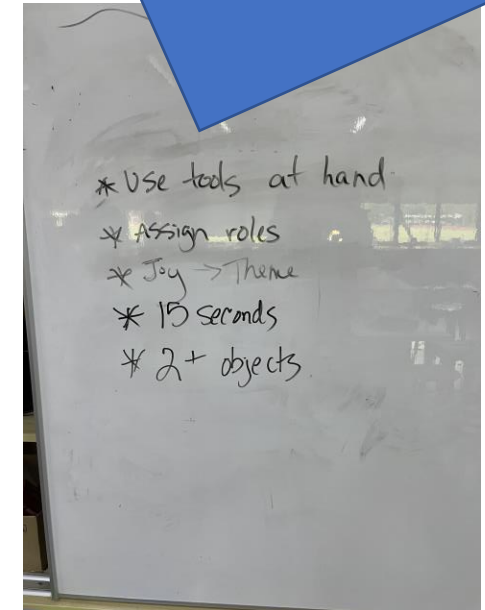 * Use tools at hand
* Assign roles
* Joy → Theme
* 15 seconds
* 2+ objects